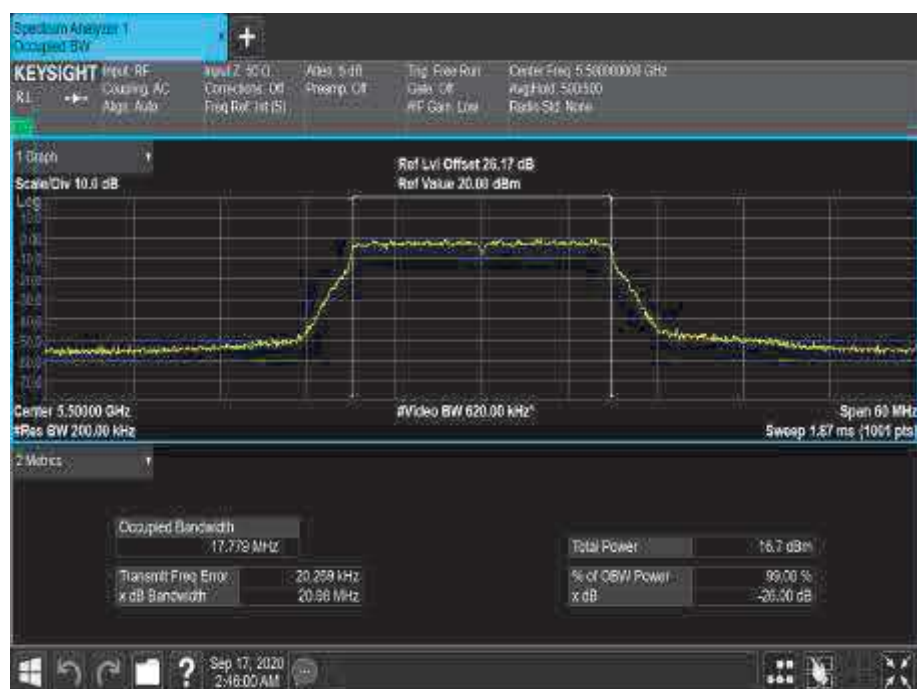 Spectrum Analyzer 1
Occupied BW
+
KEYSIGHT Input: RF
Coupling: AC
Align: Auto
Input Z: 50 Ω
Corrections: Off
Freq Ref: Int (S)
Atten: 6 dB
Preamp: Off
Trig: Free Run
Gate: Off
#IF Gain: Low
Center Freq: 5.500000000 GHz
Avg|Hold: 500/500
Radio Std: None
1 Graph
Scale/Div 10.0 dB
Ref Lvl Offset 26.17 dB
Ref Value 20.00 dBm
Log
Center 5.50000 GHz
#Res BW 200.00 kHz
#Video BW 620.00 kHz*
Span 60 MHz
Sweep 1.87 ms (1001 pts)
2 Metrics
Occupied Bandwidth
17.779 MHz
Transmit Freq Error 20.259 kHz
x dB Bandwidth 20.98 MHz
Total Power 16.7 dBm
% of OBW Power 99.00 %
x dB -26.00 dB
?
Sep 17, 2020
2:46:00 AM